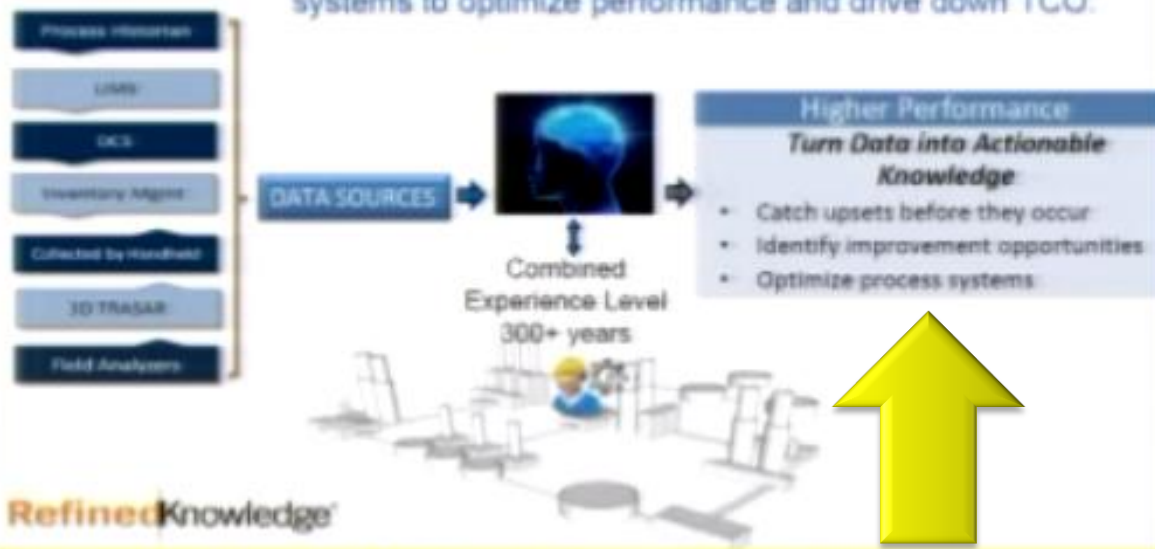 systems to optimize performance and drive down TCO.
Process Historian
LIMS
DCS
Inventory Mgmt
Collected by Handheld
3D TRASAR
Field Analyzers
DATA SOURCES
Combined
Experience Level
300+ years
Higher Performance
Turn Data into Actionable
Knowledge
• Catch upsets before they occur
• Identify improvement opportunities
• Optimize process systems
RefinedKnowledge